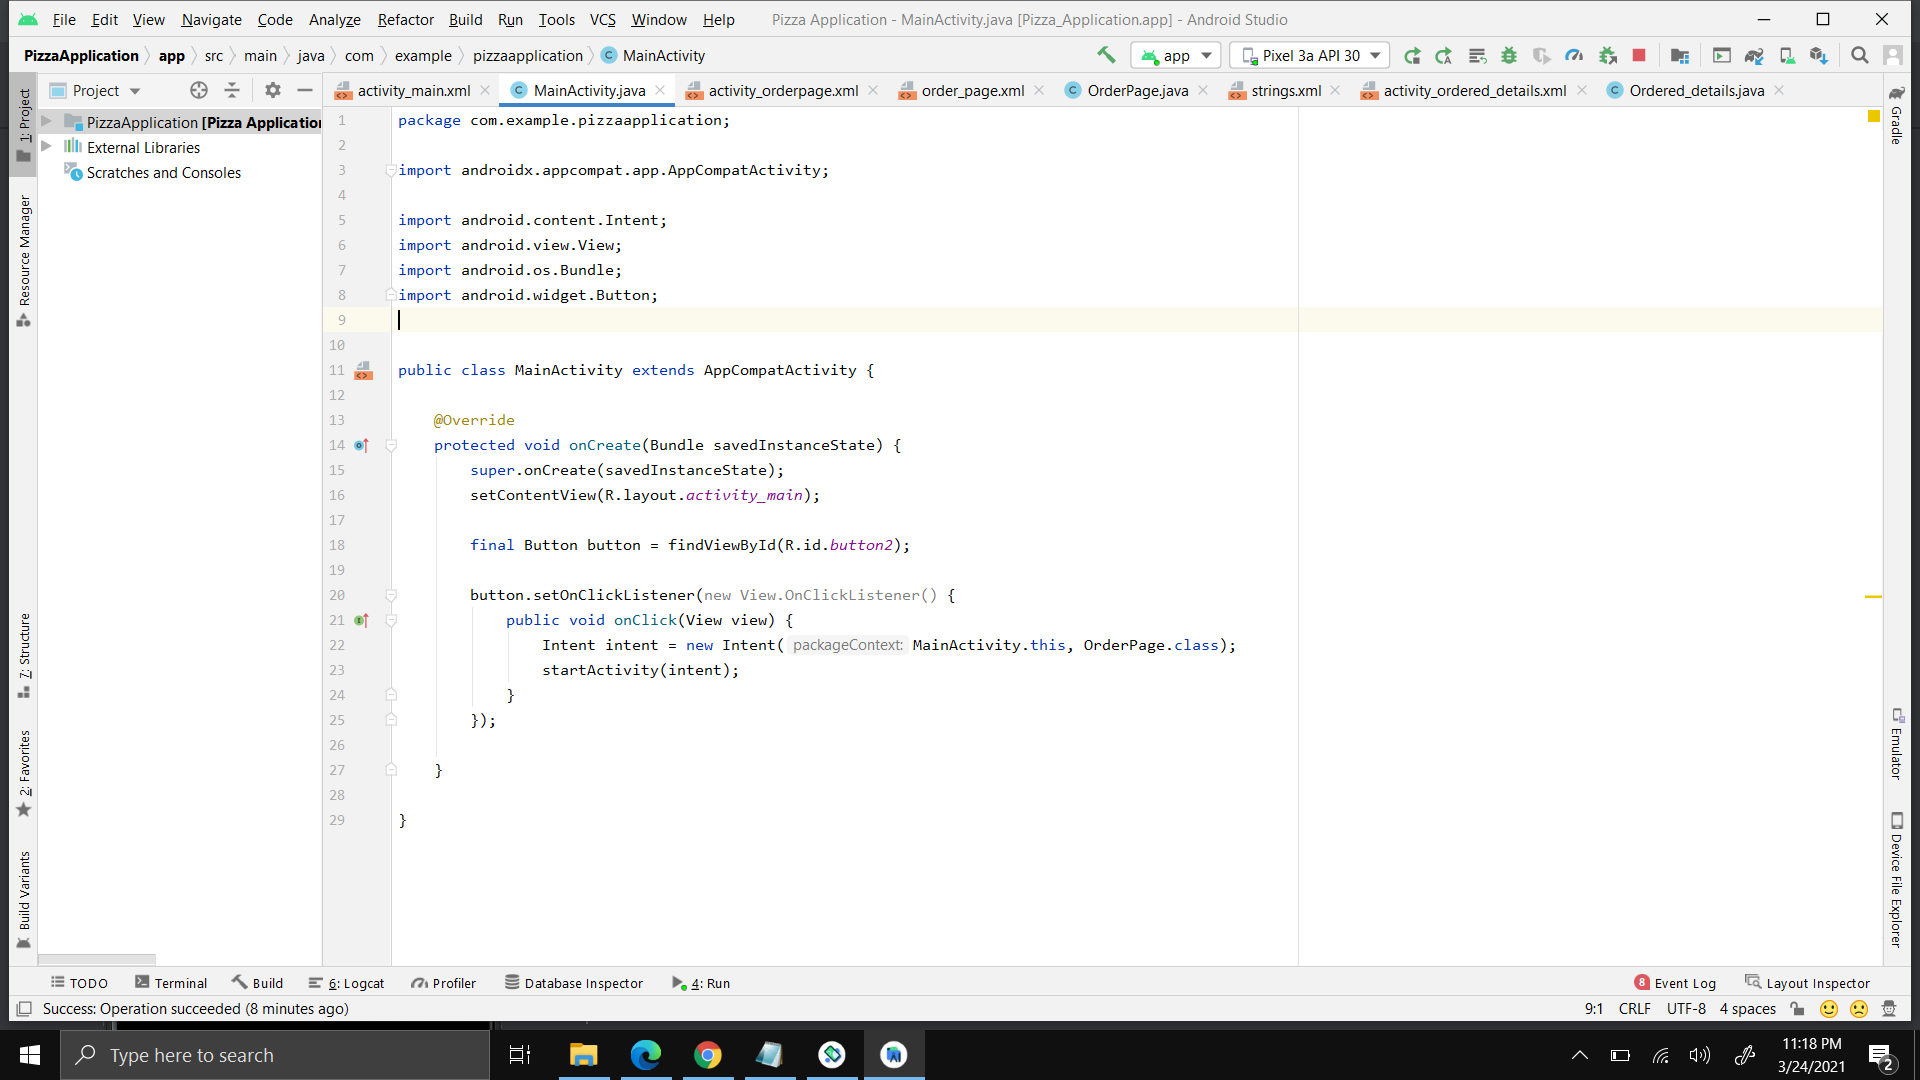 File Edit View Navigate Code Analyze Refactor Build Run Tools VCS Window Help Pizza Application - MainActivity.java [Pizza_Application.app] - Android Studio
PizzaApplication app src main java com example pizzaapplication C MainActivity app Pixel 3a API 30
Project activity_main.xml C MainActivity.java activity_orderpage.xml order_page.xml C OrderPage.java strings.xml activity_ordered_details.xml C Ordered_details.java
PizzaApplication [Pizza Application
External Libraries
Scratches and Consoles
1: Project
Resource Manager
7: Structure
2: Favorites
Build Variants
1 package com.example.pizzaapplication;
2
3 import androidx.appcompat.app.AppCompatActivity;
4
5 import android.content.Intent;
6 import android.view.View;
7 import android.os.Bundle;
8 import android.widget.Button;
9
10
11 public class MainActivity extends AppCompatActivity {
12
13 @Override
14 protected void onCreate(Bundle savedInstanceState) {
15 super.onCreate(savedInstanceState);
16 setContentView(R.layout.activity_main);
17
18 final Button button = findViewById(R.id.button2);
19
20 button.setOnClickListener(new View.OnClickListener() {
21 public void onClick(View view) {
22 Intent intent = new Intent( packageContext: MainActivity.this, OrderPage.class);
23 startActivity(intent);
24 }
25 });
26
27 }
28
29 }
Gradle
Emulator
Device File Explorer
TODO Terminal Build 6: Logcat Profiler Database Inspector 4: Run 8 Event Log Layout Inspector
Success: Operation succeeded (8 minutes ago) 9:1 CRLF UTF-8 4 spaces
Type here to search
11:18 PM
3/24/2021
2